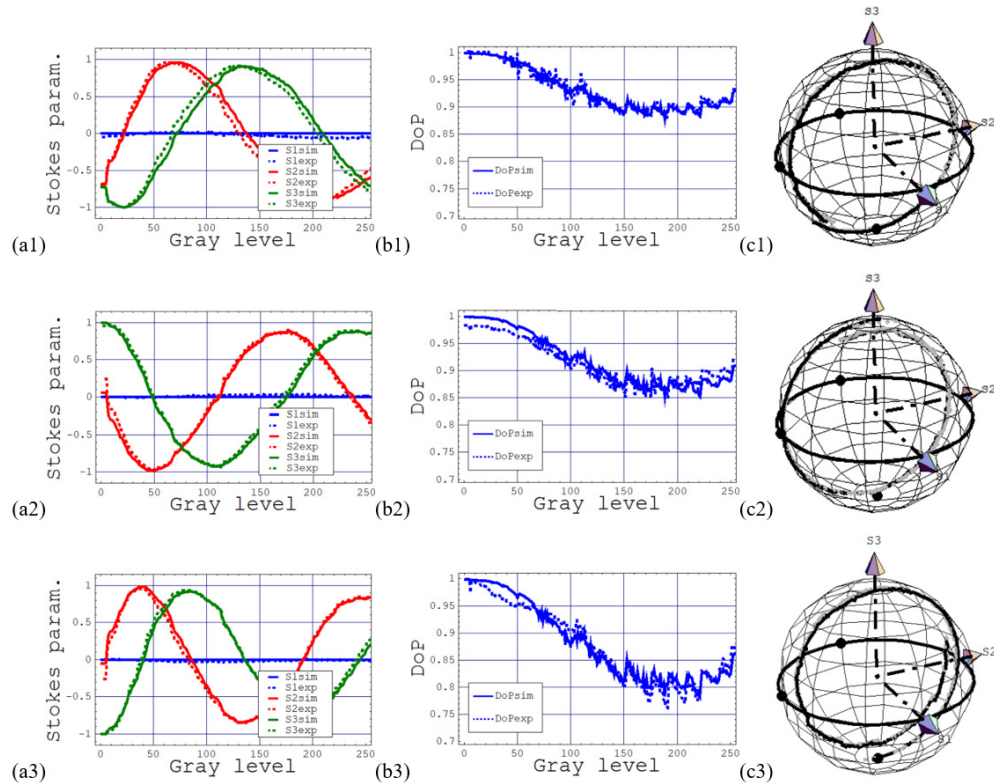 S3
1
0.5
0
-0.5
-1
0 50 100 150 200 250
Stokes param.
Gray level
S1sim
S1exp
S2sim
S2exp
S3sim
S3exp
(a1)
1
0.95
0.9
0.85
0.8
0.75
0.7
0 50 100 150 200 250
DoP
Gray level
DoPsim
DoPexp
(b1)
S2
(c1)
S3
1
0.5
0
-0.5
-1
0 50 100 150 200 250
Stokes param.
Gray level
S1sim
S1exp
S2sim
S2exp
S3sim
S3exp
(a2)
1
0.95
0.9
0.85
0.8
0.75
0.7
0 50 100 150 200 250
DoP
Gray level
DoPsim
DoPexp
(b2)
S2
(c2)
S3
1
0.5
0
-0.5
-1
0 50 100 150 200 250
Stokes param.
Gray level
S1sim
S1exp
S2sim
S2exp
S3sim
S3exp
(a3)
1
0.95
0.9
0.85
0.8
0.75
0.7
0 50 100 150 200 250
DoP
Gray level
DoPsim
DoPexp
(b3)
S2
S1
(c3)